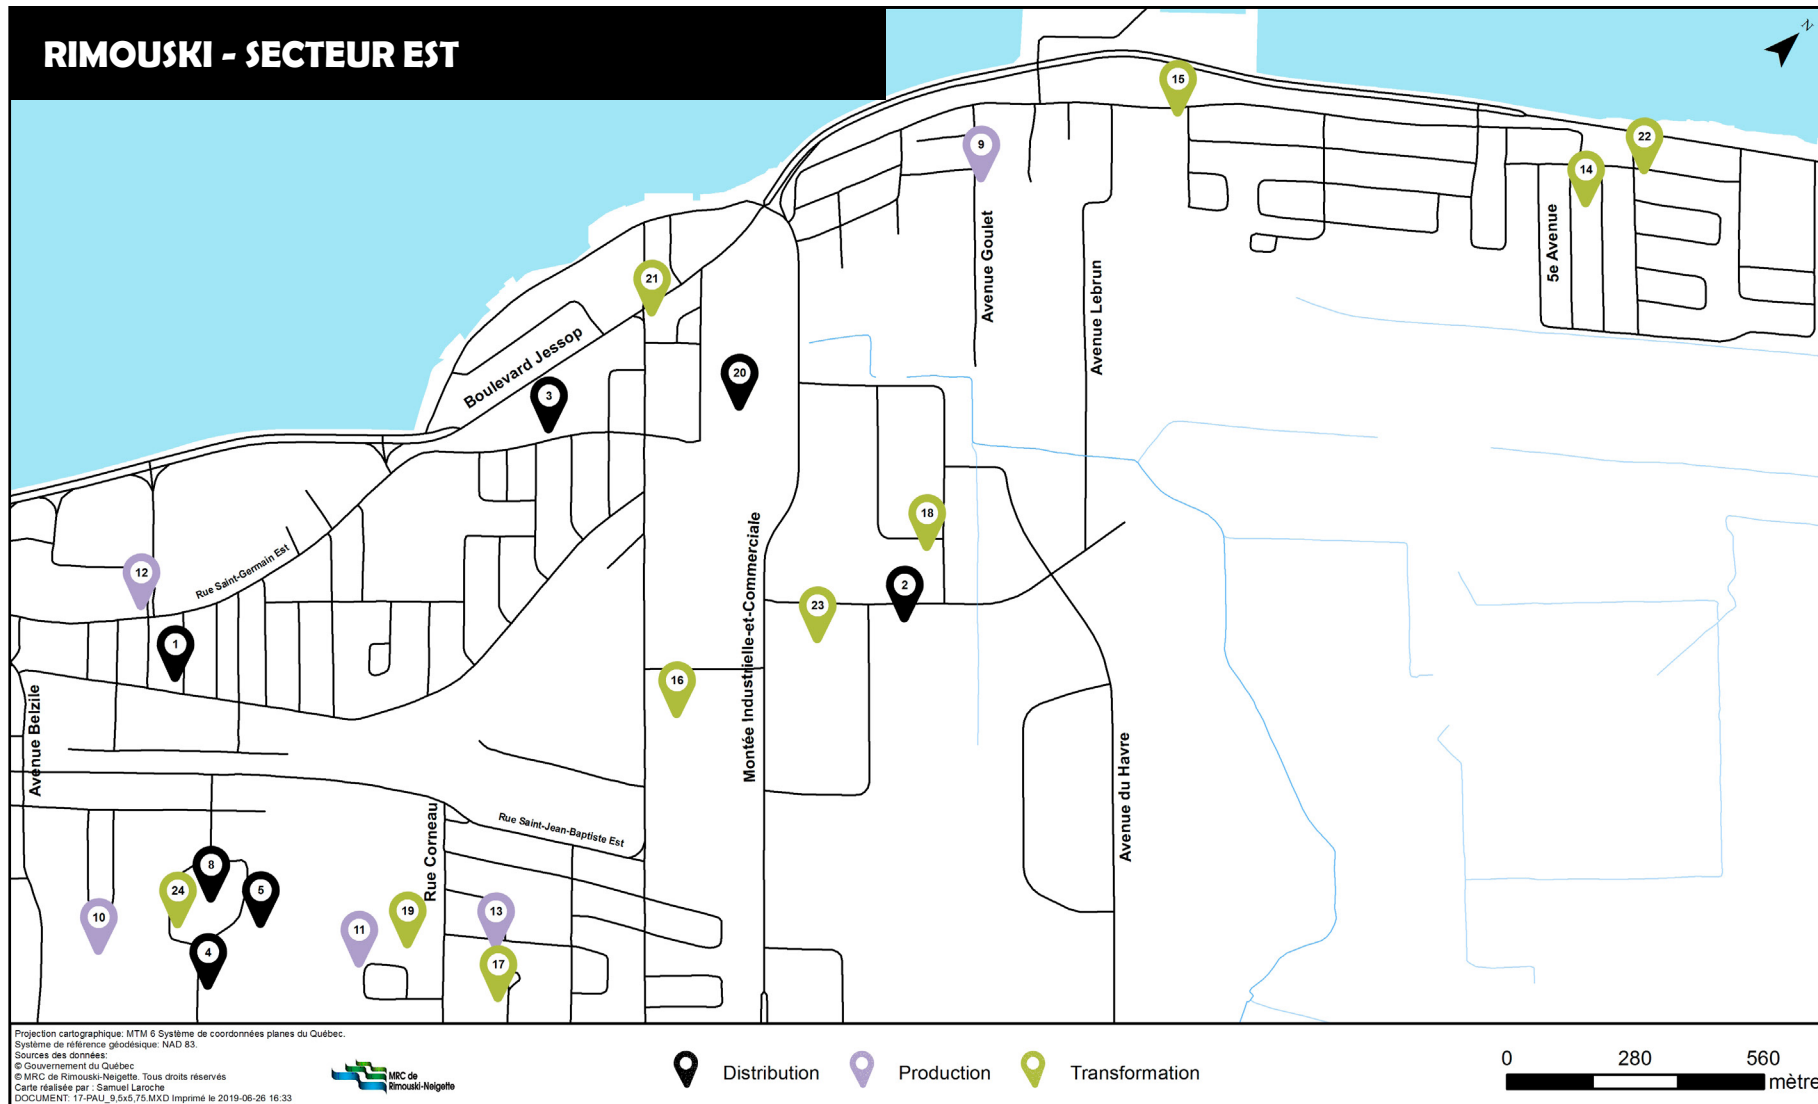 RIMOUSKI - SECTEUR EST
N
15
22
9
14
Avenue Goulet
5e Avenue
21
Avenue Lebrun
Boulevard Jessop
20
3
18
Montée Industrielle-et-Commerciale
12
Rue Saint-Germain Est
2
23
1
16
Avenue Belzile
Avenue du Havre
Rue Corneau
Rue Saint-Jean-Baptiste Est
8
24
5
10
19
13
11
4
17
Projection cartographique: MTM 6 Système de coordonnées planes du Québec.
Système de référence géodésique: NAD 83.
Sources des données:
© Gouvernement du Québec
© MRC de Rimouski-Neigette. Tous droits réservés
Carte réalisée par : Samuel Laroche
DOCUMENT: 17-PAU_9,5x5,75.MXD Imprimé le 2019-06-26 16:33
MRC de
Rimouski-Neigette
Distribution
Production
Transformation
0 280 560
mètre